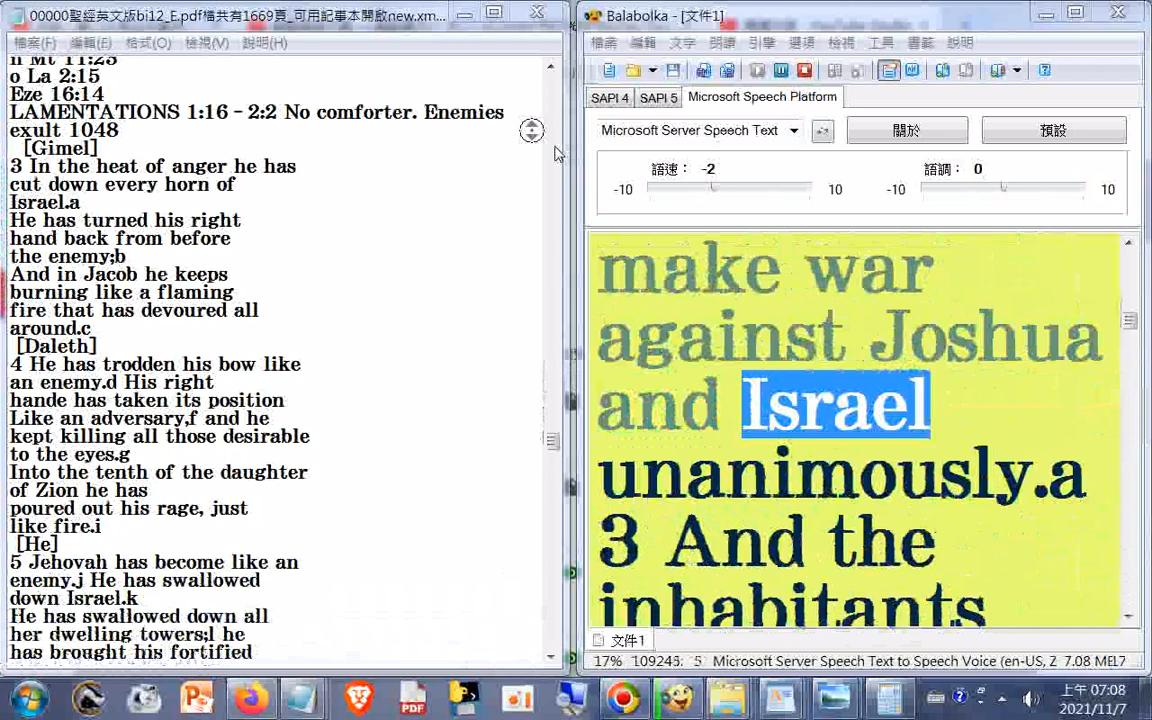 00000聖經英文版bi12_E.pdf檔共有1669頁_可用記事本開啟new.xm...
檔案(F) 編輯(E) 格式(O) 檢視(V) 說明(H)
n Mt 11:23
o La 2:15
Eze 16:14
LAMENTATIONS 1:16 – 2:2 No comforter. Enemies
exult 1048
[Gimel]
3 In the heat of anger he has
cut down every horn of
Israel.a
He has turned his right
hand back from before
the enemy;b
And in Jacob he keeps
burning like a flaming
fire that has devoured all
around.c
[Daleth]
4 He has trodden his bow like
an enemy.d His right
hande has taken its position
Like an adversary,f and he
kept killing all those desirable
to the eyes.g
Into the tenth of the daughter
of Zion he has
poured out his rage, just
like fire.i
[He]
5 Jehovah has become like an
enemy.j He has swallowed
down Israel.k
He has swallowed down all
her dwelling towers;l he
has brought his fortified
Balabolka - [文件1]
檔案 編輯 文字 朗讀 引擎 選項 檢視 工具 書籤 說明
SAPI 4 SAPI 5 Microsoft Speech Platform
Microsoft Server Speech Text 關於 預設
語速： -2 語調： 0
-10 10 -10 10
make war
against Joshua
and Israel
unanimously.a
3 And the
inhabitants
文件1
17% 109245: 5 Microsoft Server Speech Text to Speech Voice (en-US, Z 7.08 MEL7
上午 07:08
2021/11/7